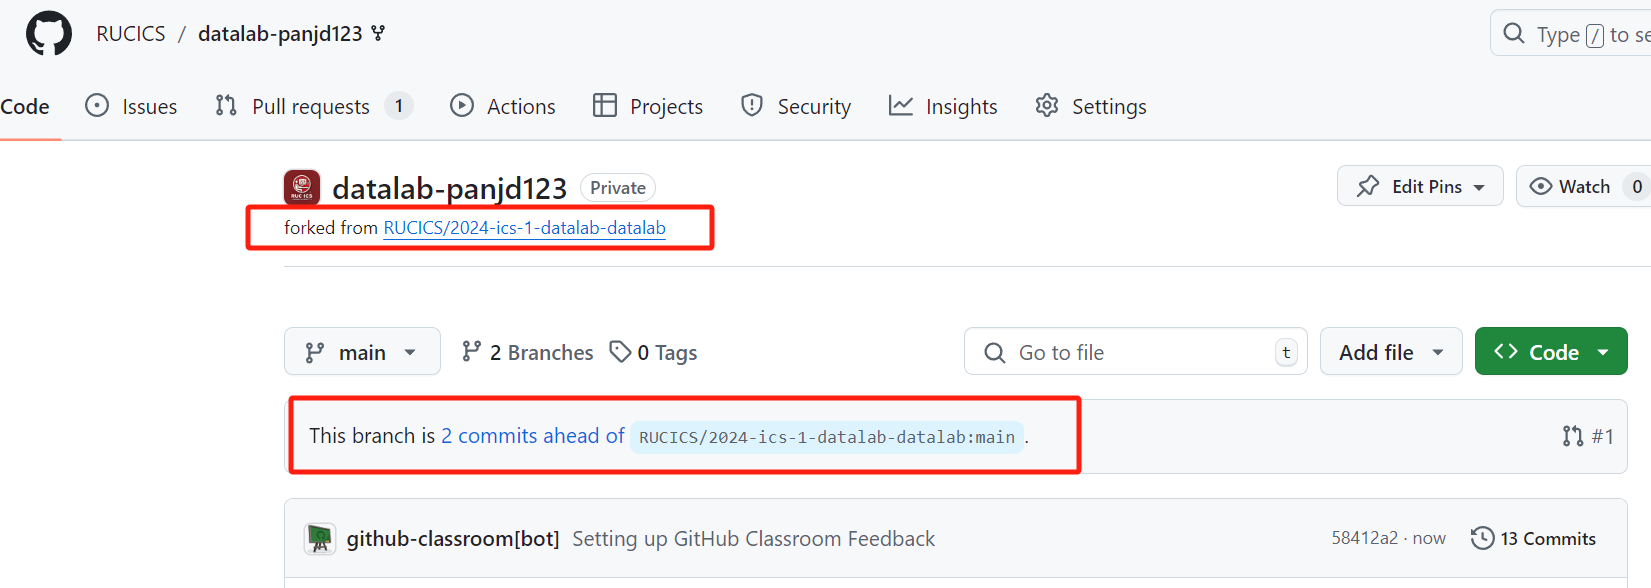 RUCICS / datalab-panjd123
Type / to se
Code Issues Pull requests 1 Actions Projects Security Insights Settings
datalab-panjd123 Private
Edit Pins Watch 0
forked from RUCICS/2024-ics-1-datalab-datalab
main 2 Branches 0 Tags Go to file t Add file Code
This branch is 2 commits ahead of RUCICS/2024-ics-1-datalab-datalab:main .
#1
github-classroom[bot] Setting up GitHub Classroom Feedback 58412a2 · now 13 Commits